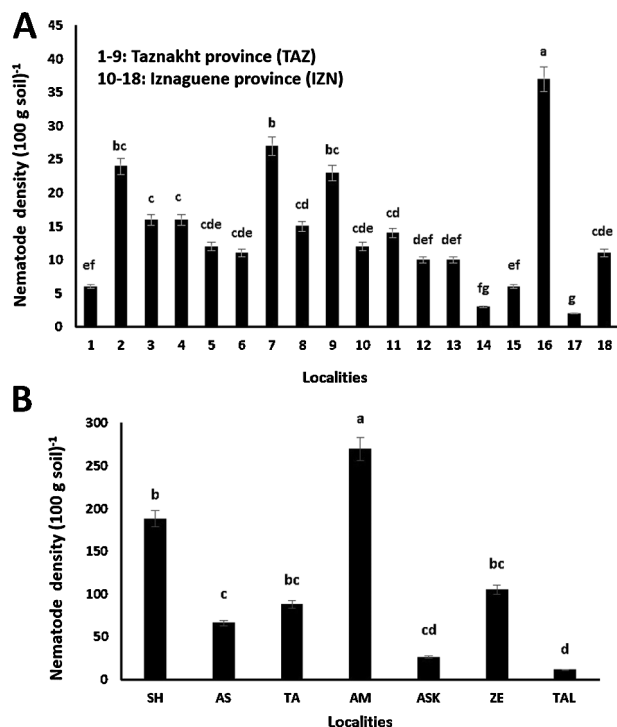 A
1-9: Taznakht province (TAZ)
10-18: Iznaguene province (IZN)
Nematode density (100 g soil)-1
45
40
35
30
25
20
15
10
5
0
ef
bc
c
c
cde
cde
b
cd
bc
cde
cd
def
def
fg
ef
a
g
cde
1 2 3 4 5 6 7 8 9 10 11 12 13 14 15 16 17 18
Localities
B
Nematode density (100 g soil)-1
300
250
200
150
100
50
0
b
c
bc
a
cd
bc
d
SH AS TA AM ASK ZE TAL
Localities